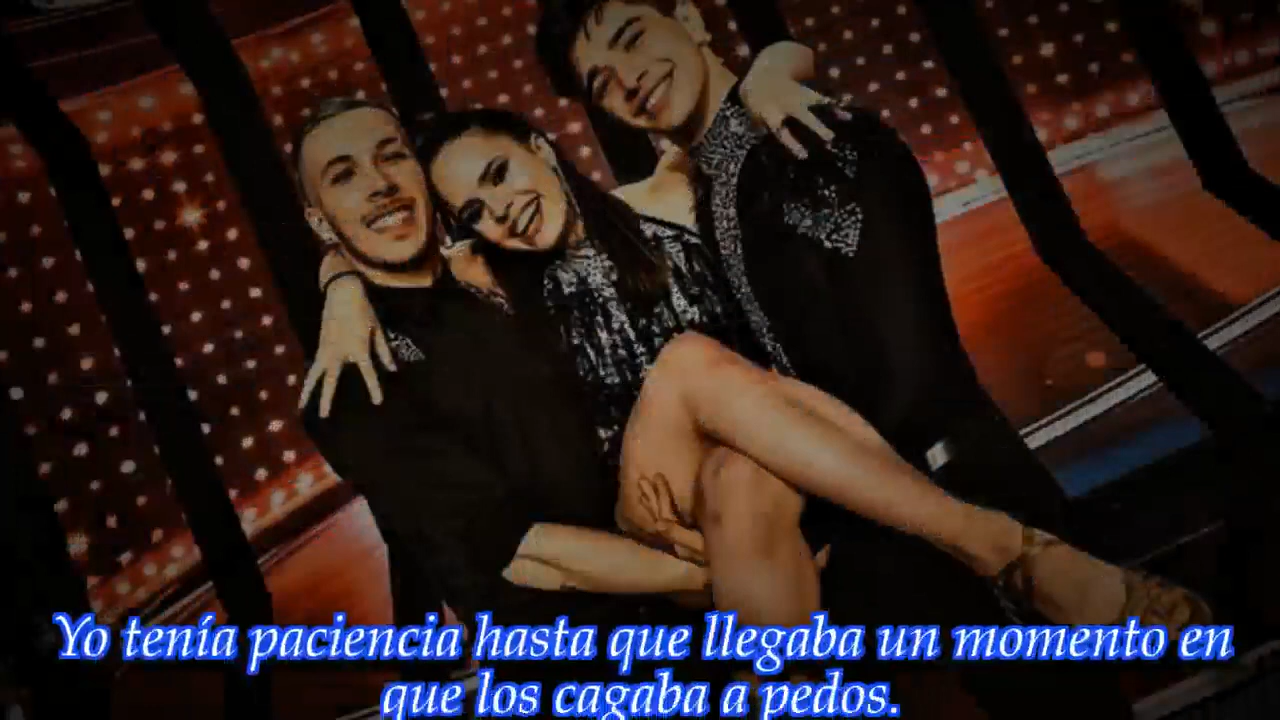 Yo tenía paciencia hasta que llegaba un momento en
que los cagaba a pedos.